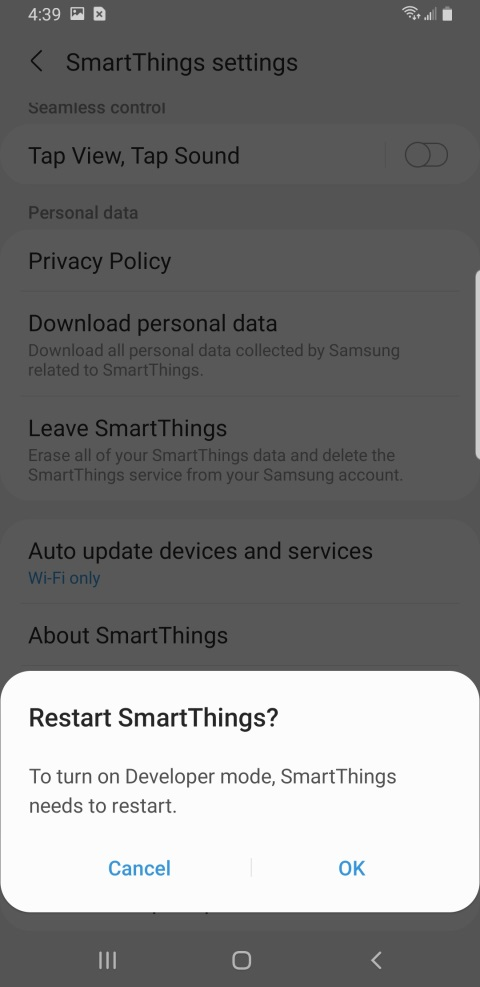 4:39
SmartThings settings
Seamless control
Tap View, Tap Sound
Personal data
Privacy Policy
Download personal data
Download all personal data collected by Samsung
related to SmartThings.
Leave SmartThings
Erase all of your SmartThings data and delete the
SmartThings service from your Samsung account.
Auto update devices and services
Wi-Fi only
About SmartThings
Restart SmartThings?
To turn on Developer mode, SmartThings
needs to restart.
Cancel
OK